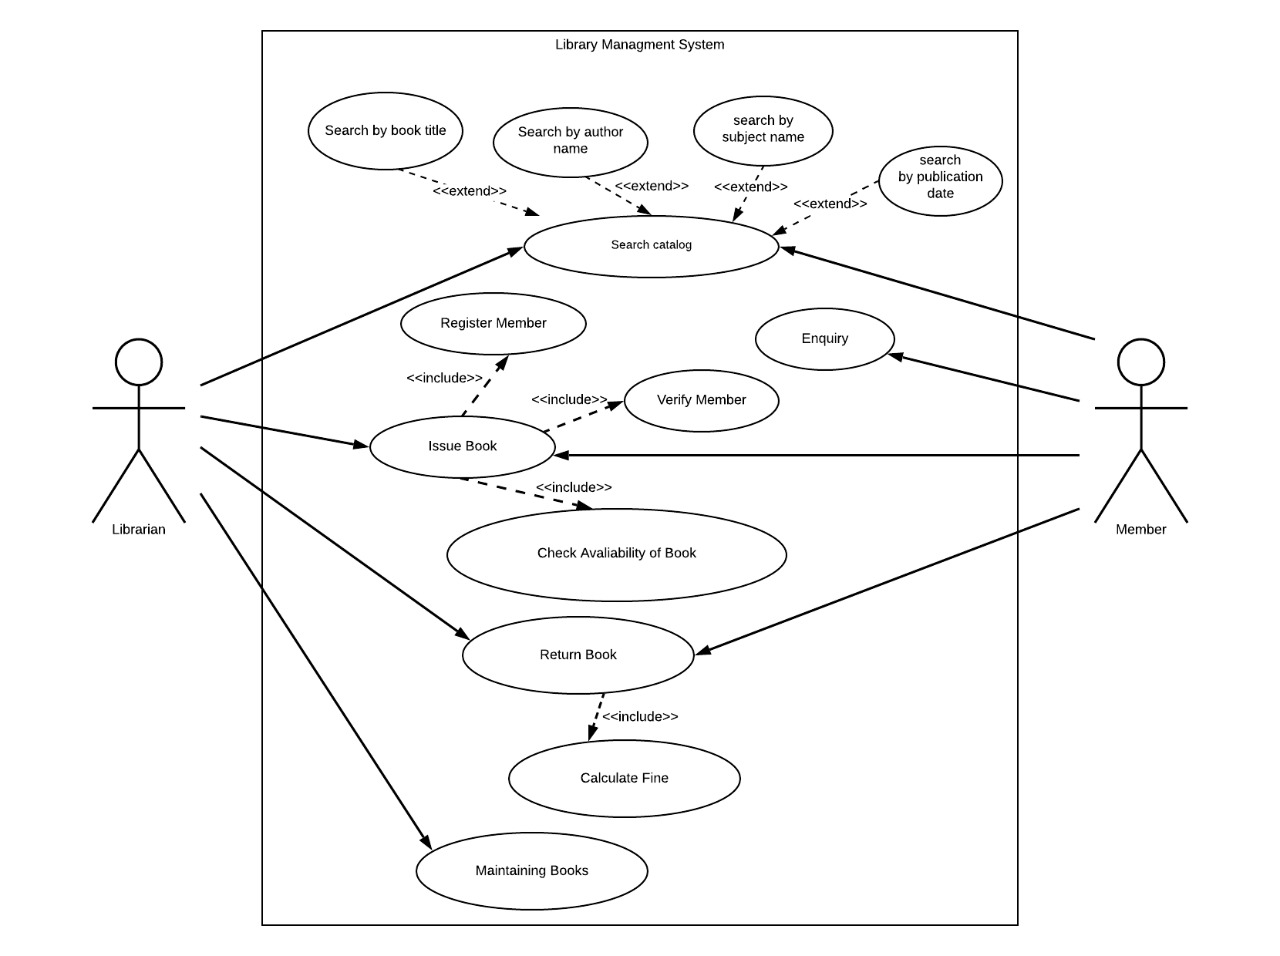 Library Managment System
Search by book title
Search by author
name
search by
subject name
search
by publication
date
<<extend>>
<<extend>>
<<extend>>
<<extend>>
Search catalog
Register Member
Enquiry
<<include>>
<<include>>
Verify Member
Issue Book
<<include>>
Librarian
Member
Check Avaliability of Book
Return Book
<<include>>
Calculate Fine
Maintaining Books